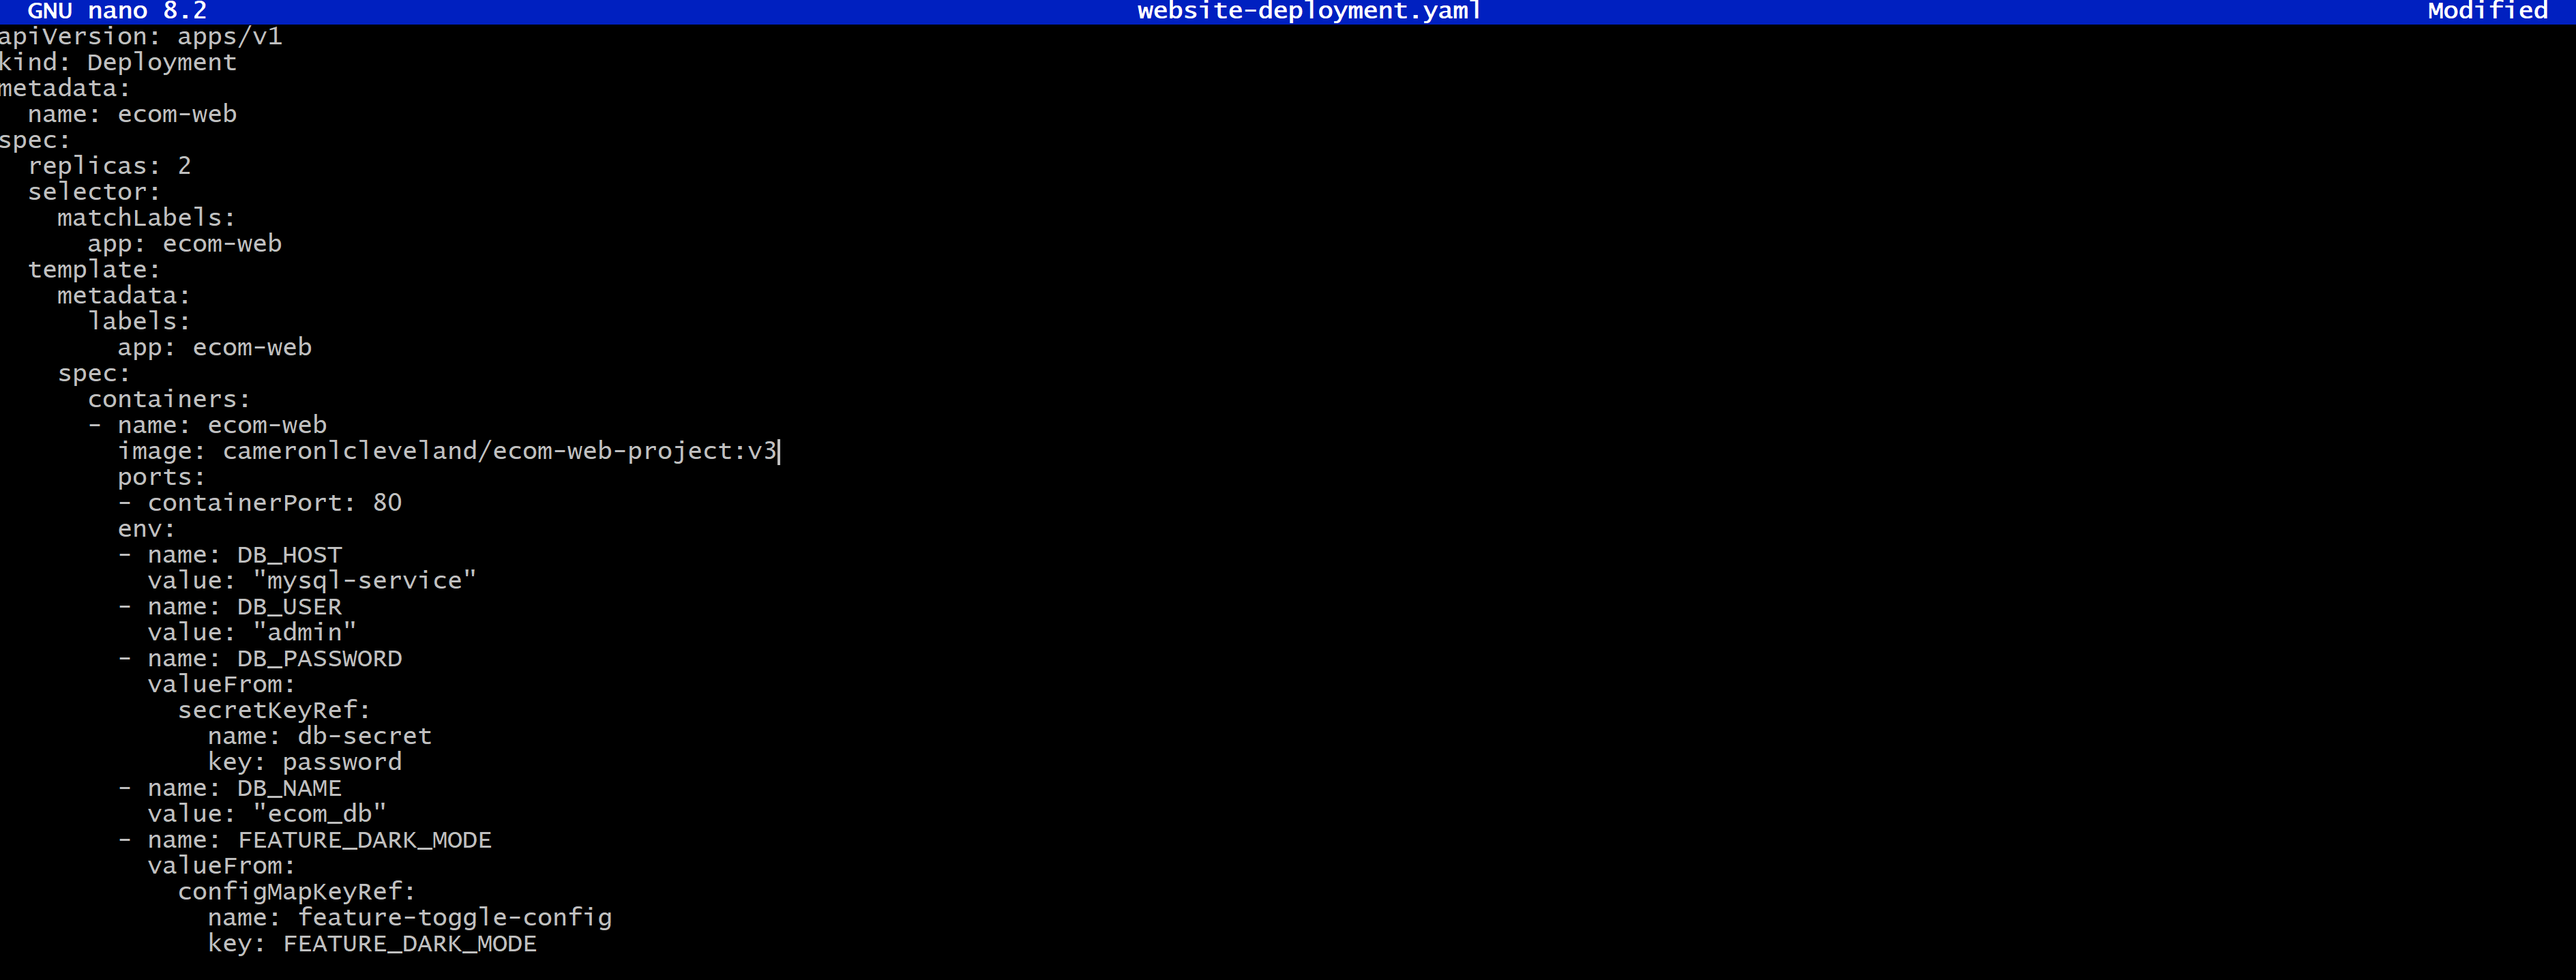 GNU nano 8.2 website-deployment.yaml Modified
apiVersion: apps/v1
kind: Deployment
metadata:
  name: ecom-web
spec:
  replicas: 2
  selector:
    matchLabels:
      app: ecom-web
  template:
    metadata:
      labels:
        app: ecom-web
    spec:
      containers:
      - name: ecom-web
        image: cameronlcleveland/ecom-web-project:v3
        ports:
        - containerPort: 80
        env:
        - name: DB_HOST
          value: "mysql-service"
        - name: DB_USER
          value: "admin"
        - name: DB_PASSWORD
          valueFrom:
            secretKeyRef:
              name: db-secret
              key: password
        - name: DB_NAME
          value: "ecom_db"
        - name: FEATURE_DARK_MODE
          valueFrom:
            configMapKeyRef:
              name: feature-toggle-config
              key: FEATURE_DARK_MODE